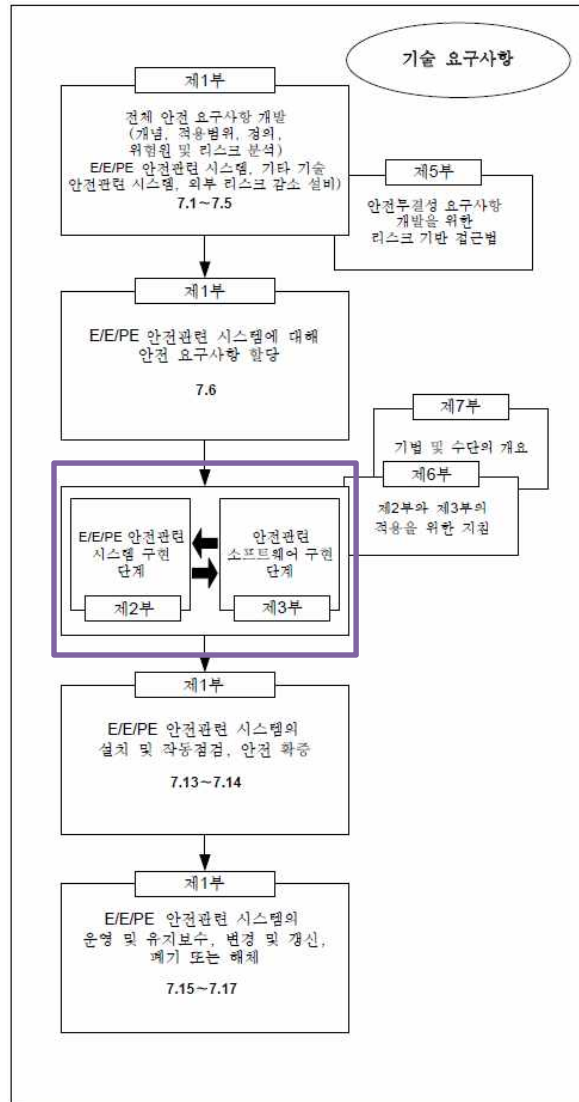 기술 요구사항
제1부
전체 안전 요구사항 개발
(개념, 적용범위, 정의,
위험원 및 리스크 분석)
E/E/PE 안전관련 시스템, 기타 기술
안전관련 시스템, 외부 리스크 감소 설비)
7.1~7.5
제5부
안전무결성 요구사항
개발을 위한
리스크 기반 접근법
제1부
E/E/PE 안전관련 시스템에 대해
안전 요구사항 할당
7.6
제7부
기법 및 수단의 개요
제6부
제2부와 제3부의
적용을 위한 지침
E/E/PE 안전관련
시스템 구현
단계
제2부
안전관련
소프트웨어 구현
단계
제3부
제1부
E/E/PE 안전관련 시스템의
설치 및 작동점검, 안전 확증
7.13~7.14
제1부
E/E/PE 안전관련 시스템의
운영 및 유지보수, 변경 및 갱신,
폐기 또는 해체
7.15~7.17